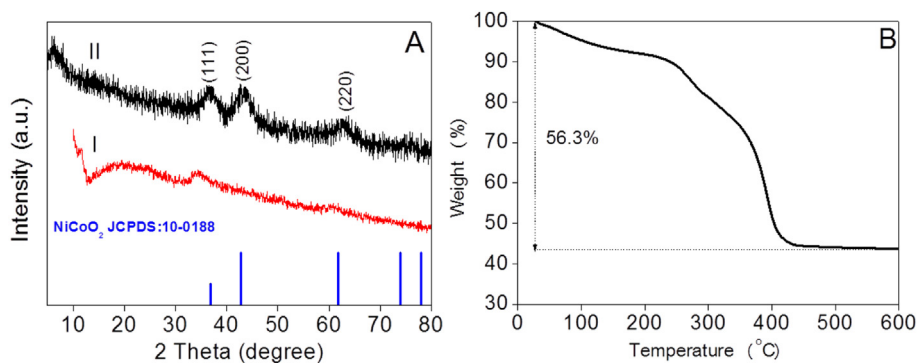 A
II
(111)
(200)
(220)
I
NiCoO₂ JCPDS:10-0188
Intensity (a.u.)
10 20 30 40 50 60 70 80
2 Theta (degree)
B
100
90
80
70
60
50
40
30
56.3%
Weight (%)
0 100 200 300 400 500 600
Temperature (°C)